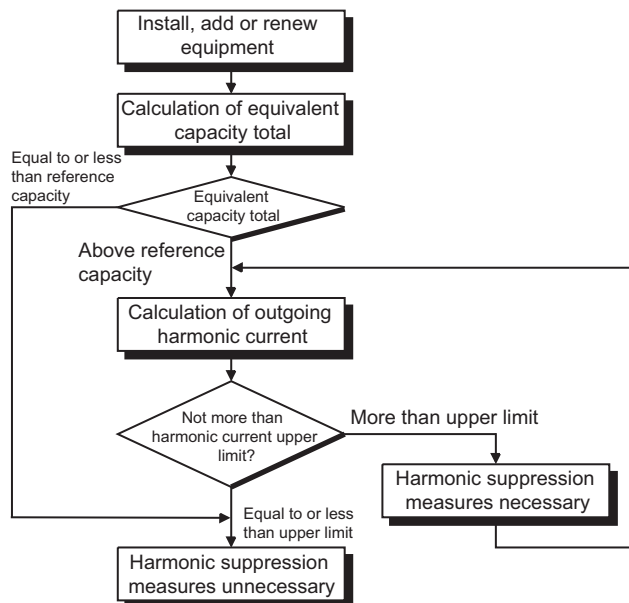 Install, add or renew
equipment
Calculation of equivalent
capacity total
Equal to or less
than reference
capacity
Equivalent
capacity total
Above reference
capacity
Calculation of outgoing
harmonic current
Not more than
harmonic current upper
limit?
More than upper limit
Harmonic suppression
measures necessary
Equal to or less
than upper limit
Harmonic suppression
measures unnecessary